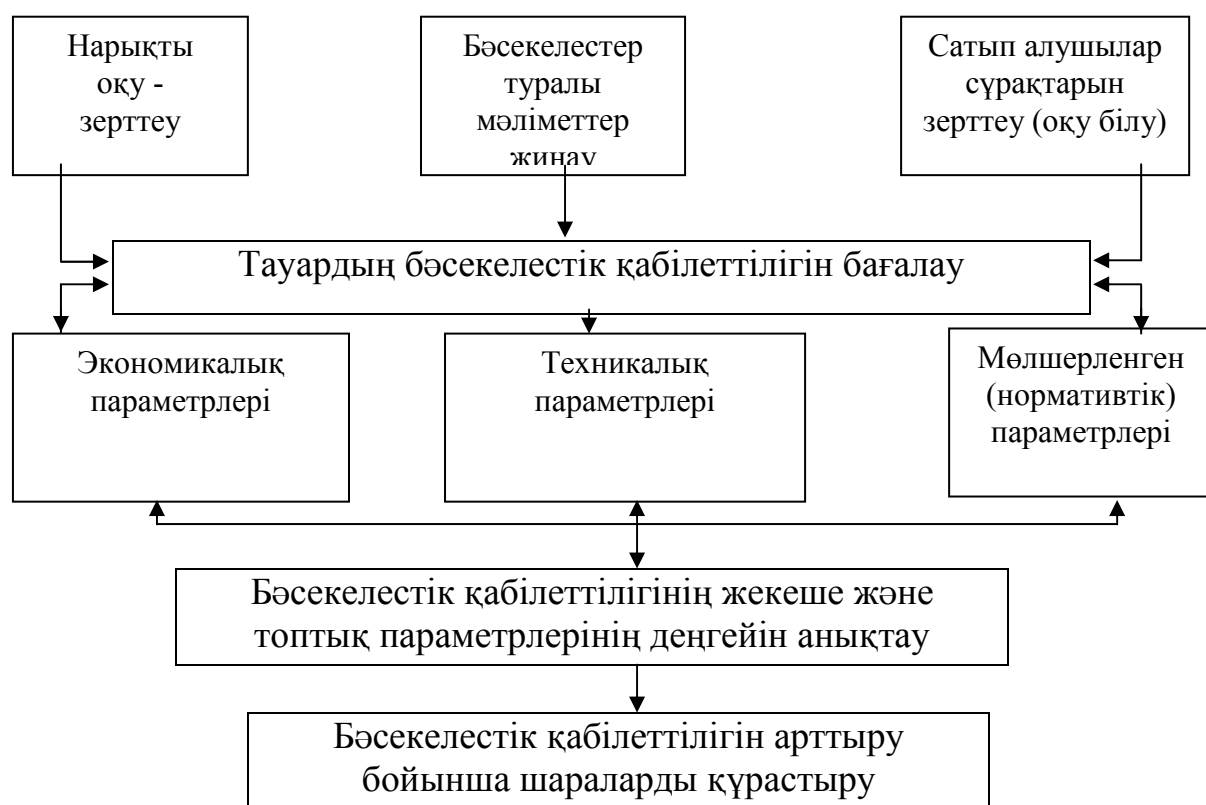 Нарықты
оқу -
зерттеу
Бәсекелестер
туралы
мәліметтер
жинау
Сатып алушылар
сұрақтарын
зерттеу (оқу білу)
Тауардың бәсекелестік қабілеттілігін бағалау
Экономикалық
параметрлері
Техникалық
параметрлері
Мөлшерленген
(нормативтік)
параметрлері
Бәсекелестік қабілеттілігінің жекеше және
топтық параметрлерінің деңгейін анықтау
Бәсекелестік қабілеттілігін арттыру
бойынша шараларды құрастыру